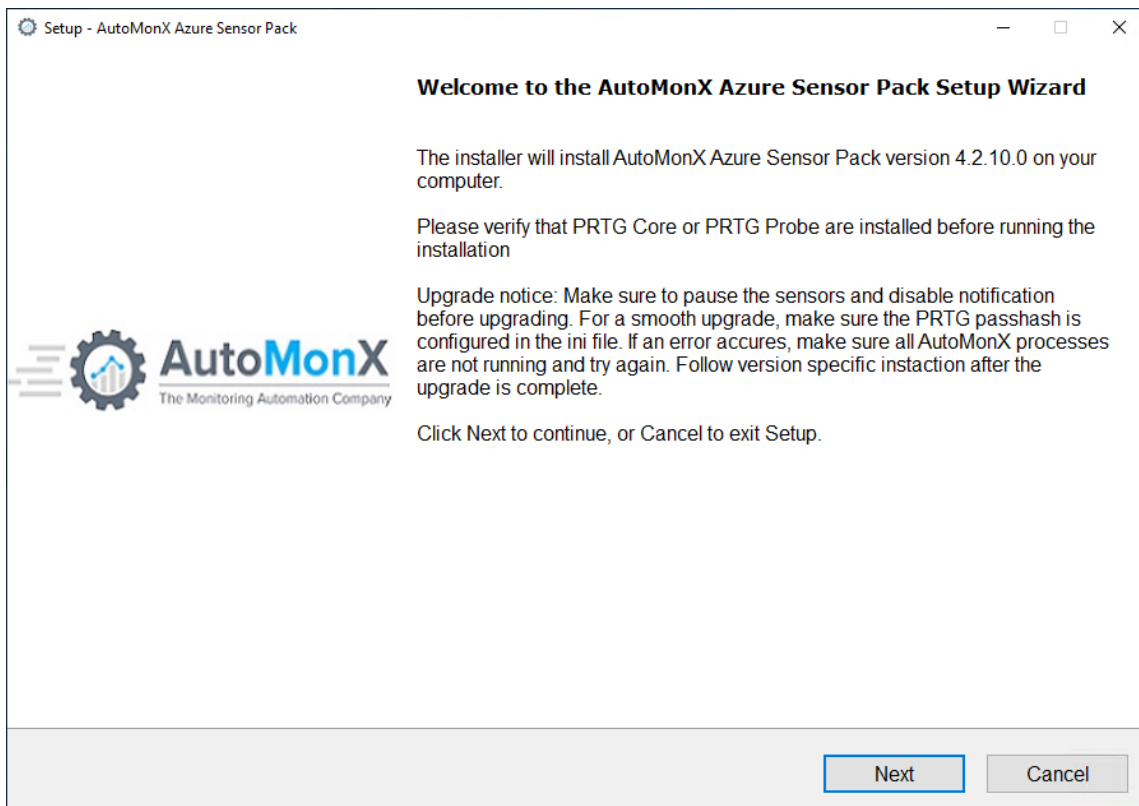 Setup - AutoMonX Azure Sensor Pack
Welcome to the AutoMonX Azure Sensor Pack Setup Wizard
The installer will install AutoMonX Azure Sensor Pack version 4.2.10.0 on your
computer.
Please verify that PRTG Core or PRTG Probe are installed before running the
installation
Upgrade notice: Make sure to pause the sensors and disable notification
before upgrading. For a smooth upgrade, make sure the PRTG passhash is
configured in the ini file. If an error accures, make sure all AutoMonX processes
are not running and try again. Follow version specific instaction after the
upgrade is complete.
Click Next to continue, or Cancel to exit Setup.
AutoMonX
The Monitoring Automation Company
Next
Cancel